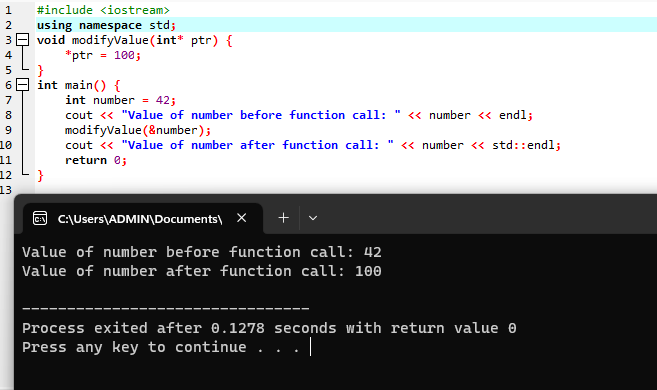 1 #include <iostream>
2 using namespace std;
3 void modifyValue(int* ptr) {
4 *ptr = 100;
5 }
6 int main() {
7 int number = 42;
8 cout << "Value of number before function call: " << number << endl;
9 modifyValue(&number);
10 cout << "Value of number after function call: " << number << std::endl;
11 return 0;
12 }
13
C:\Users\ADMIN\Documents\
Value of number before function call: 42
Value of number after function call: 100
--------------------------------
Process exited after 0.1278 seconds with return value 0
Press any key to continue . . .